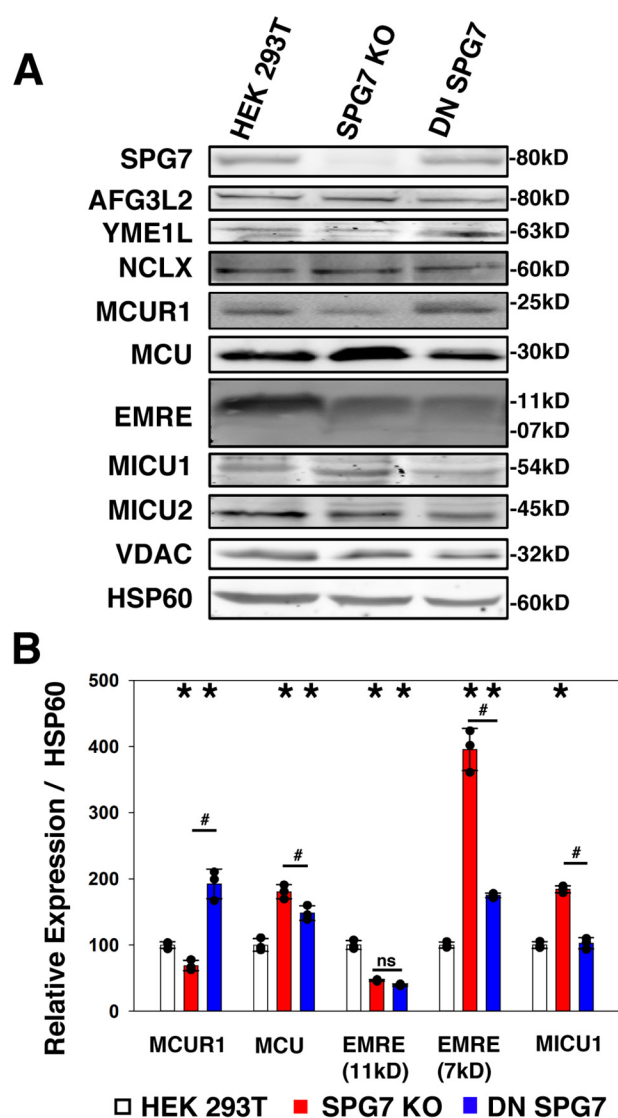 A
HEK 293T SPG7 KO DN SPG7
SPG7 -80kD
AFG3L2 -80kD
YME1L -63kD
NCLX -60kD
MCUR1 -25kD
MCU -30kD
EMRE -11kD
-07kD
MICU1 -54kD
MICU2 -45kD
VDAC -32kD
HSP60 -60kD
B
Relative Expression / HSP60
500
400
300
200
100
0
* * * * * * * * *
# # ns # #
MCUR1 MCU EMRE (11kD) EMRE (7kD) MICU1
HEK 293T SPG7 KO DN SPG7